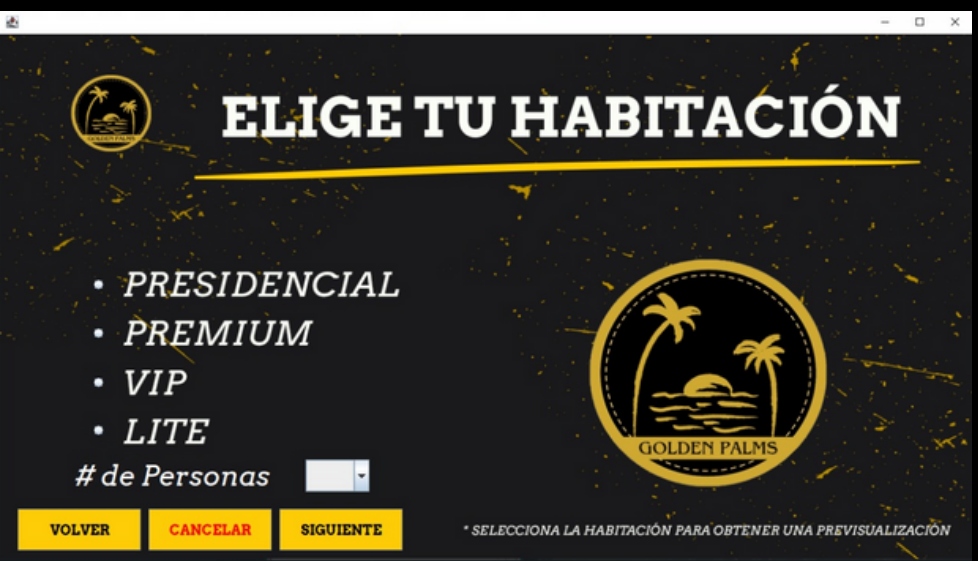 GOLDEN PALMS
ELIGE TU HABITACIÓN
• PRESIDENCIAL
• PREMIUM
• VIP
• LITE
# de Personas
GOLDEN PALMS
VOLVER
CANCELAR
SIGUIENTE
* SELECCIONA LA HABITACIÓN PARA OBTENER UNA PREVISUALIZACIÓN